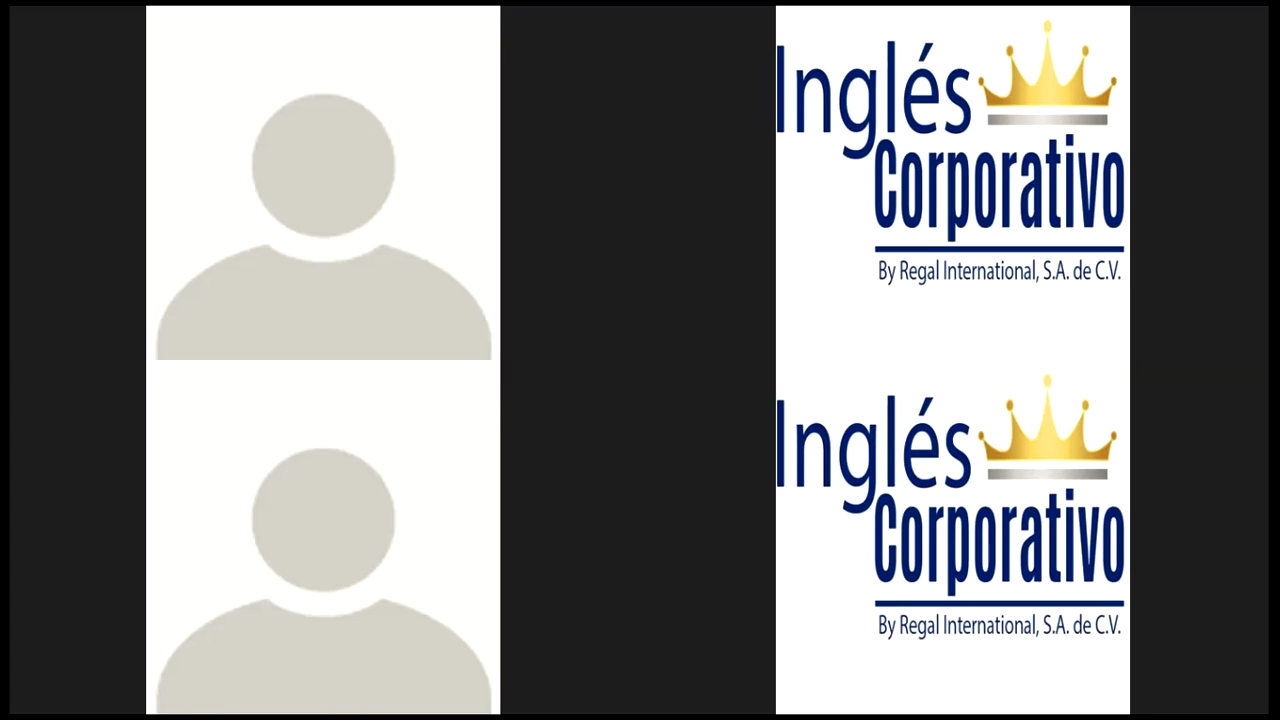 Inglés
Corporativo
By Regal International, S.A. de C.V.
Inglés
Corporativo
By Regal International, S.A. de C.V.